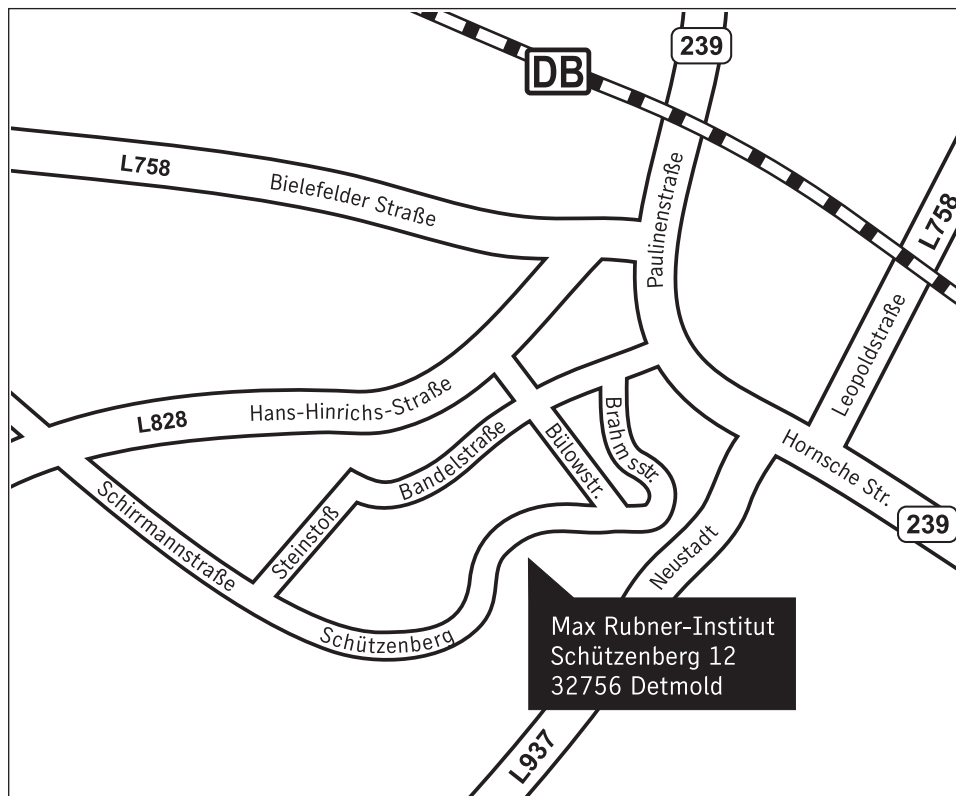 239
DB
L758
Bielefelder Straße
Paulinenstraße
L758
Leopoldstraße
L828
Hans-Hinrichs-Straße
Brahmsstr.
Bandelstraße
Bülowstr.
Hornsche Str.
239
Schirrmannstraße
Steinstoß
Neustadt
Schützenberg
Max Rubner-Institut
Schützenberg 12
32756 Detmold
L937